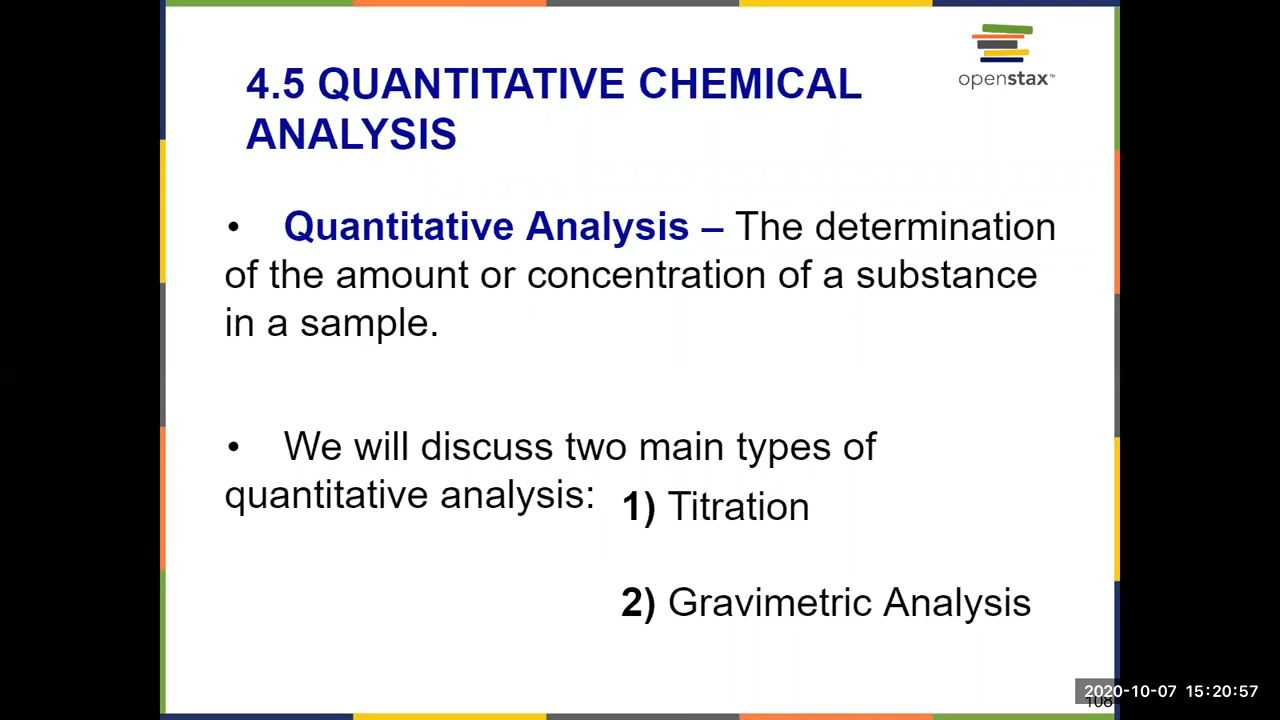 4.5 QUANTITATIVE CHEMICAL
ANALYSIS
openstax™
• Quantitative Analysis – The determination
of the amount or concentration of a substance
in a sample.
• We will discuss two main types of
quantitative analysis:
1) Titration
2) Gravimetric Analysis
2020-10-07 15:20:57
108